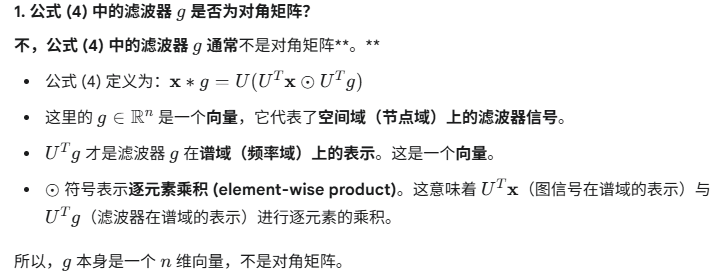 1. 公式 (4) 中的滤波器 g 是否为对角矩阵？
不，公式 (4) 中的滤波器 g 通常不是对角矩阵**。**
• 公式 (4) 定义为：x ∗ g = U(Uᵀx ⊙ Uᵀg)
• 这里的 g ∈ ℝⁿ 是一个向量，它代表了空间域（节点域）上的滤波器信号。
• Uᵀg 才是滤波器 g 在谱域（频率域）上的表示。这是一个向量。
• ⊙ 符号表示逐元素乘积 (element-wise product)。这意味着 Uᵀx（图信号在谱域的表示）与
Uᵀg（滤波器在谱域的表示）进行逐元素的乘积。
所以，g 本身是一个 n 维向量，不是对角矩阵。